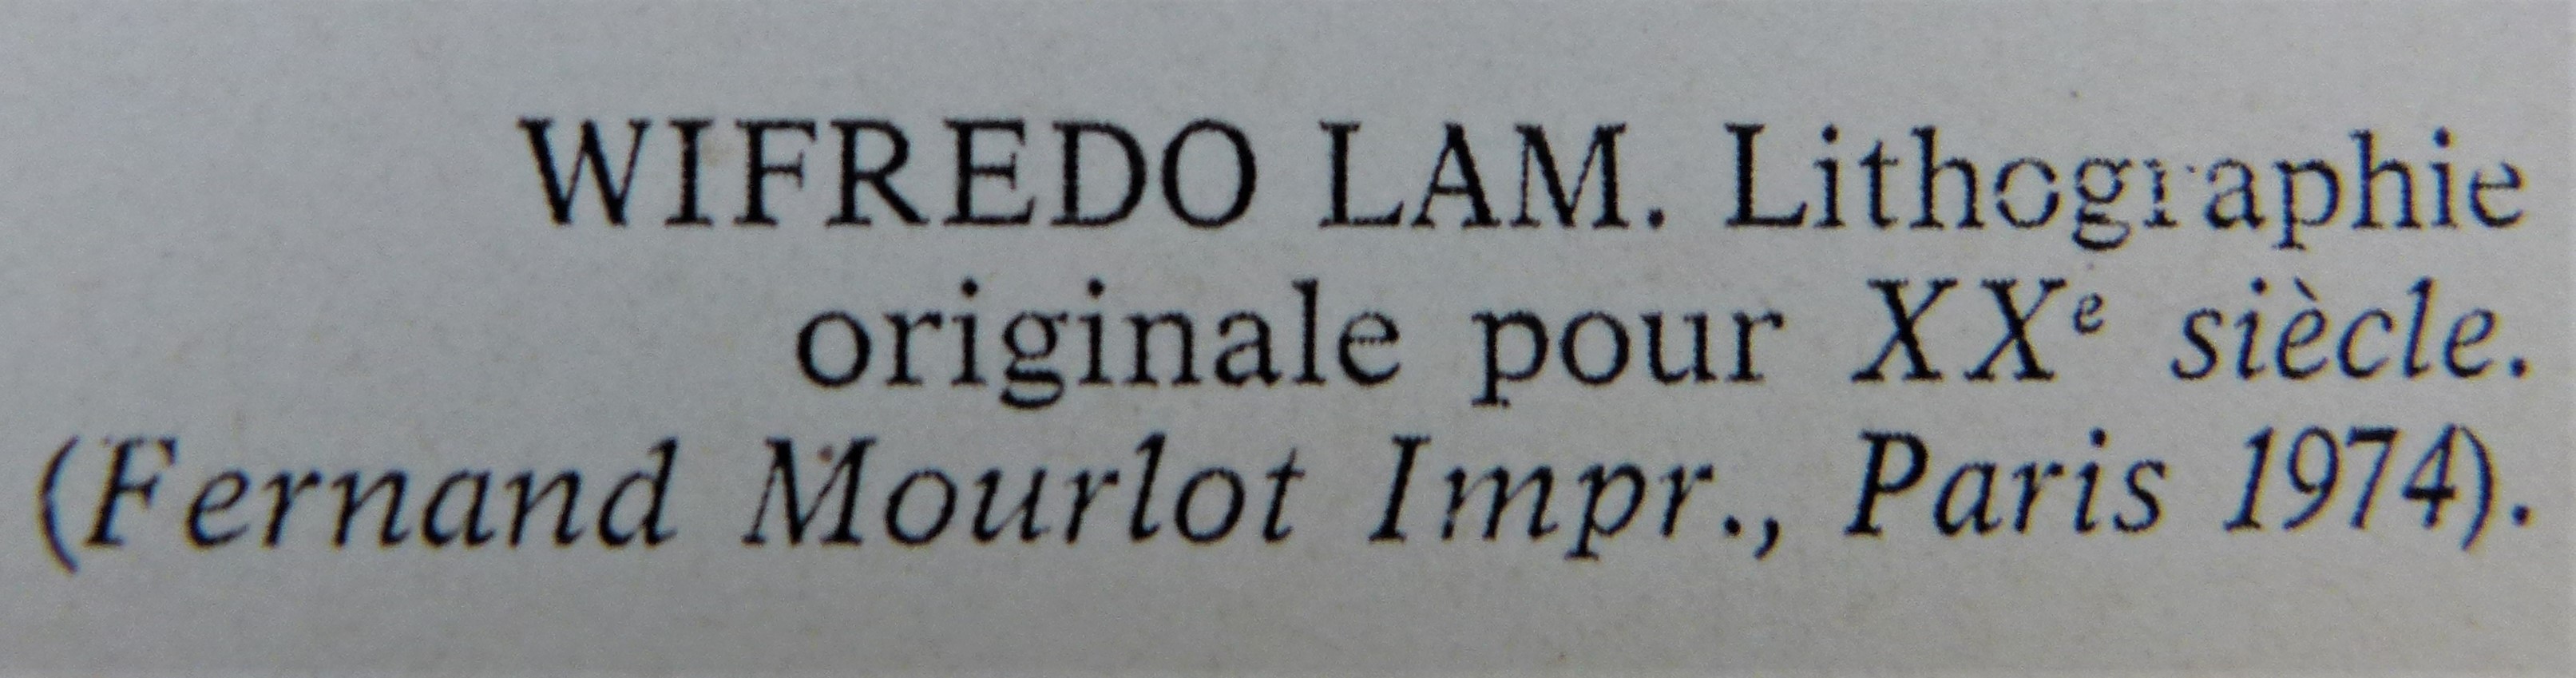 WIFREDO LAM. Lithographie
originale pour XXᵉ siècle.
(Fernand Mourlot Impr., Paris 1974).